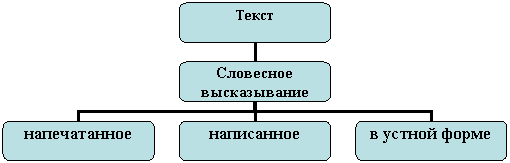 Текст
Словесное
высказывание
напечатанное
написанное
в устной форме